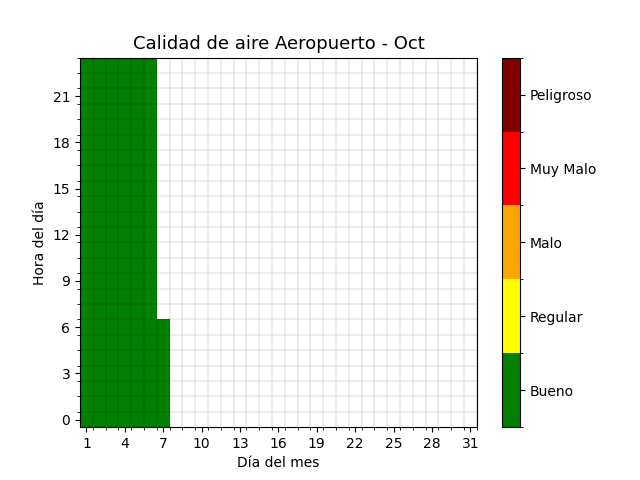 Calidad de aire Aeropuerto - Oct
21
18
15
12
9
6
3
0
Hora del día
1 4 7 10 13 16 19 22 25 28 31
Día del mes
Peligroso
Muy Malo
Malo
Regular
Bueno